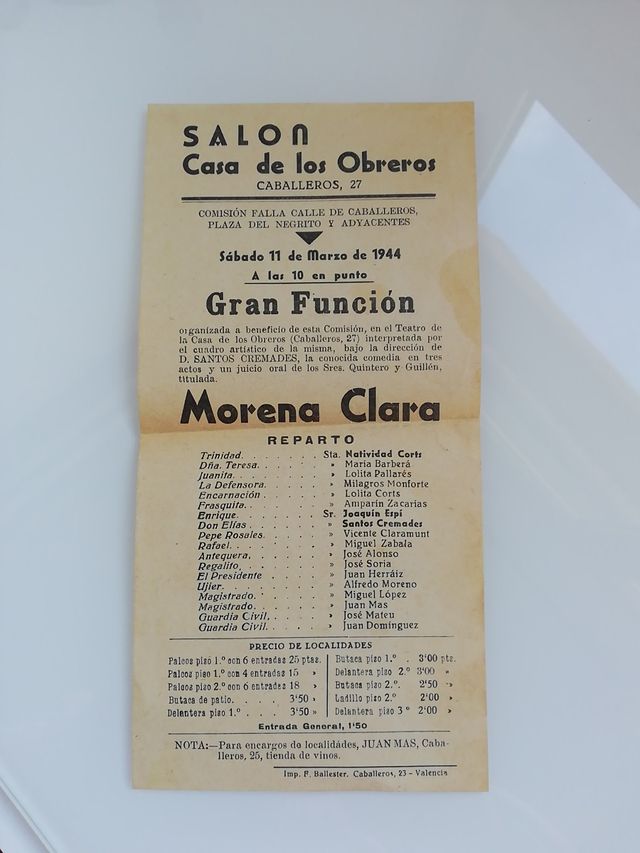 SALON
Casa de los Obreros
CABALLEROS, 27
COMISIÓN FALLA CALLE DE CABALLEROS,
PLAZA DEL NEGRITO Y ADYACENTES
Sábado 11 de Marzo de 1944
A las 10 en punto
Gran Función
organizada a beneficio de esta Comisión, en el Teatro de
la Casa de los Obreros (Caballeros, 27) interpretada por
el cuadro artístico de la misma, bajo la dirección de
D. SANTOS CREMADES, la conocida comedia en tres
actos y un juicio oral de los Sres. Quintero y Guillén,
titulada.
Morena Clara
REPARTO
Trinidad. . . . . . . Sta. Natividad Corts
Dña. Teresa. . . . . . » María Barberá
Juanita. . . . . . . » Lolita Pallarés
La Defensora. . . . . » Milagros Monforte
Encarnación . . . . . » Lolita Corts
Frasquita. . . . . . » Amparín Zacarías
Enrique. . . . . . . Sr. Joaquín Espí
Don Elías . . . . . . » Santos Cremades
Pepe Rosales. . . . . » Vicente Claramunt
Rafael. . . . . . . » Miguel Zabala
Antequera. . . . . . » José Alonso
Regalito. . . . . . » José Soria
El Presidente . . . . » Juan Herráiz
Ujier. . . . . . . . » Alfredo Moreno
Magistrado. . . . . . » Miguel López
Magistrado. . . . . . » Juan Mas
Guardia Civil. . . . . » José Mateu
Guardia Civil. . . . . » Juan Domínguez
PRECIO DE LOCALIDADES
Palcos piso 1.º con 6 entradas 25 ptas.
Palcos piso 1.º con 4 entradas 15 »
Palcos piso 2.º con 6 entradas 18 »
Butaca de patio. . . . 3'50 »
Delantera piso 1.º . . . 3'50 »
Butaca piso 1.º . 3'00 pts.
Delantera piso 2.º 3'00 »
Butaca piso 2.º. 2'50 »
Ladillo piso 2.º 2'00 »
Delantera piso 3º 2'00 »
Entrada General, 1'50
NOTA:—Para encargos de localidádes, JUAN MAS, Caba-
lleros, 25, tienda de vinos.
Imp. F. Ballester. Caballeros, 23 - Valencia